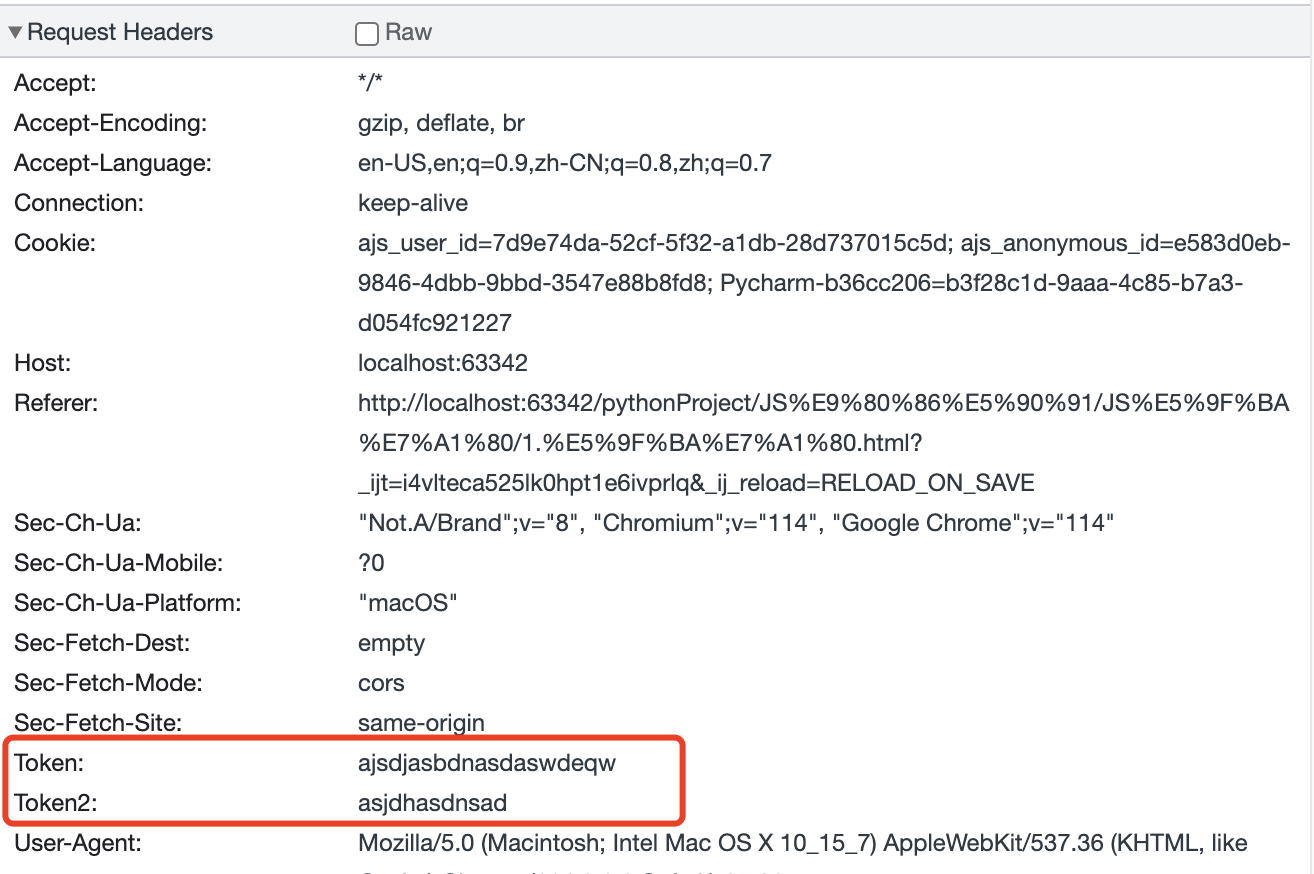 Request Headers Raw
Accept: */*
Accept-Encoding: gzip, deflate, br
Accept-Language: en-US,en;q=0.9,zh-CN;q=0.8,zh;q=0.7
Connection: keep-alive
Cookie: ajs_user_id=7d9e74da-52cf-5f32-a1db-28d737015c5d; ajs_anonymous_id=e583d0eb-
9846-4dbb-9bbd-3547e88b8fd8; Pycharm-b36cc206=b3f28c1d-9aaa-4c85-b7a3-
d054fc921227
Host: localhost:63342
Referer: http://localhost:63342/pythonProject/JS%E9%80%86%E5%90%91/JS%E5%9F%BA
%E7%A1%80/1.%E5%9F%BA%E7%A1%80.html?
_ijt=i4vlteca525lk0hpt1e6ivprlq&_ij_reload=RELOAD_ON_SAVE
Sec-Ch-Ua: "Not.A/Brand";v="8", "Chromium";v="114", "Google Chrome";v="114"
Sec-Ch-Ua-Mobile: ?0
Sec-Ch-Ua-Platform: "macOS"
Sec-Fetch-Dest: empty
Sec-Fetch-Mode: cors
Sec-Fetch-Site: same-origin
Token: ajsdjasbdnasdaswdeqw
Token2: asjdhasdnsad
User-Agent: Mozilla/5.0 (Macintosh; Intel Mac OS X 10_15_7) AppleWebKit/537.36 (KHTML, like